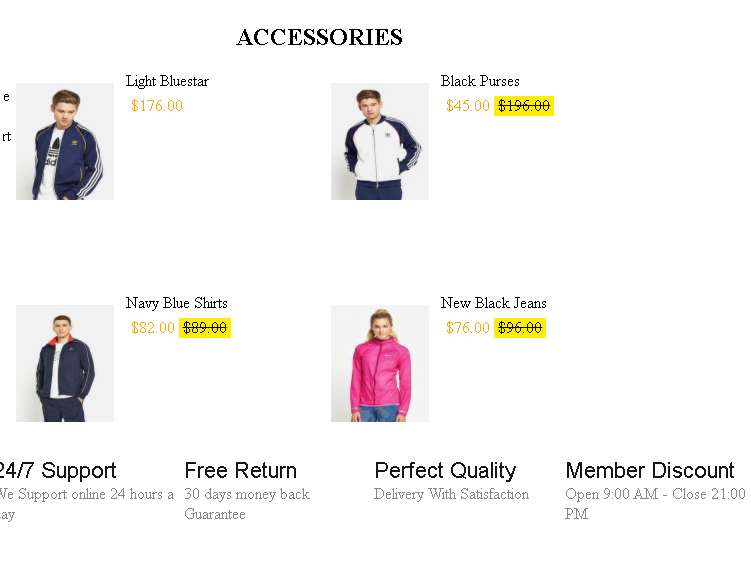 ACCESSORIES
e
rt
Light Bluestar
$176.00
Black Purses
$45.00 $196.00
Navy Blue Shirts
$82.00 $89.00
New Black Jeans
$76.00 $96.00
24/7 Support
We Support online 24 hours a
ay
Free Return
30 days money back
Guarantee
Perfect Quality
Delivery With Satisfaction
Member Discount
Open 9:00 AM - Close 21:00
PM